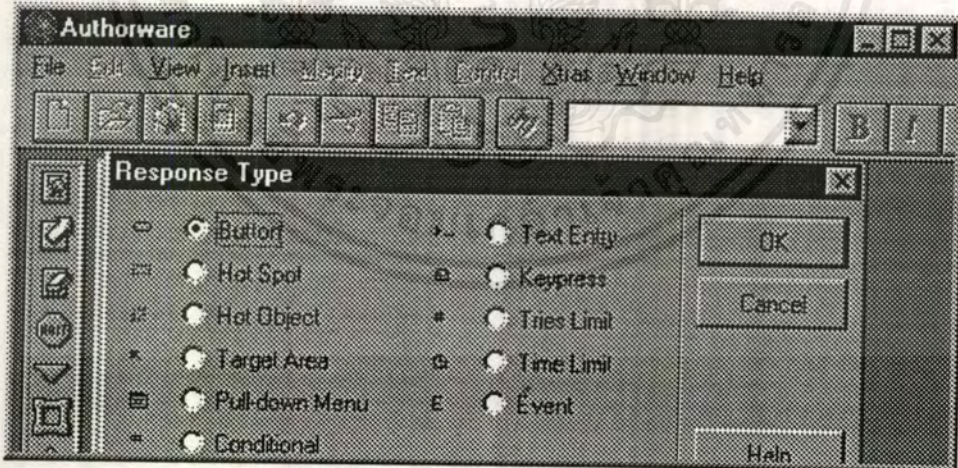 Authorware
File Edit View Insert Modify Text Control Xtras Window Help
B I
Response Type
Button
Hot Spot
Hot Object
Target Area
Pull-down Menu
Conditional
Text Entry
Keypress
# Tries Limit
Time Limit
E Event
OK
Cancel
Help
WAIT